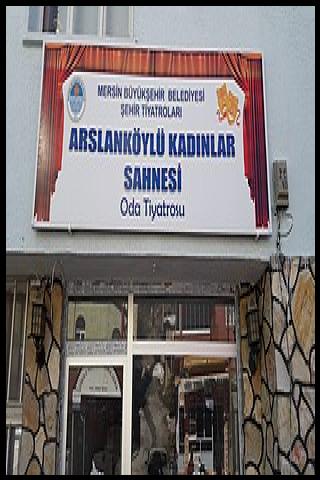 MERSİN BÜYÜKŞEHİR BELEDİYESİ
ŞEHİR TİYATROLARI
ARSLANKÖYLÜ KADINLAR
SAHNESİ
Oda Tiyatrosu